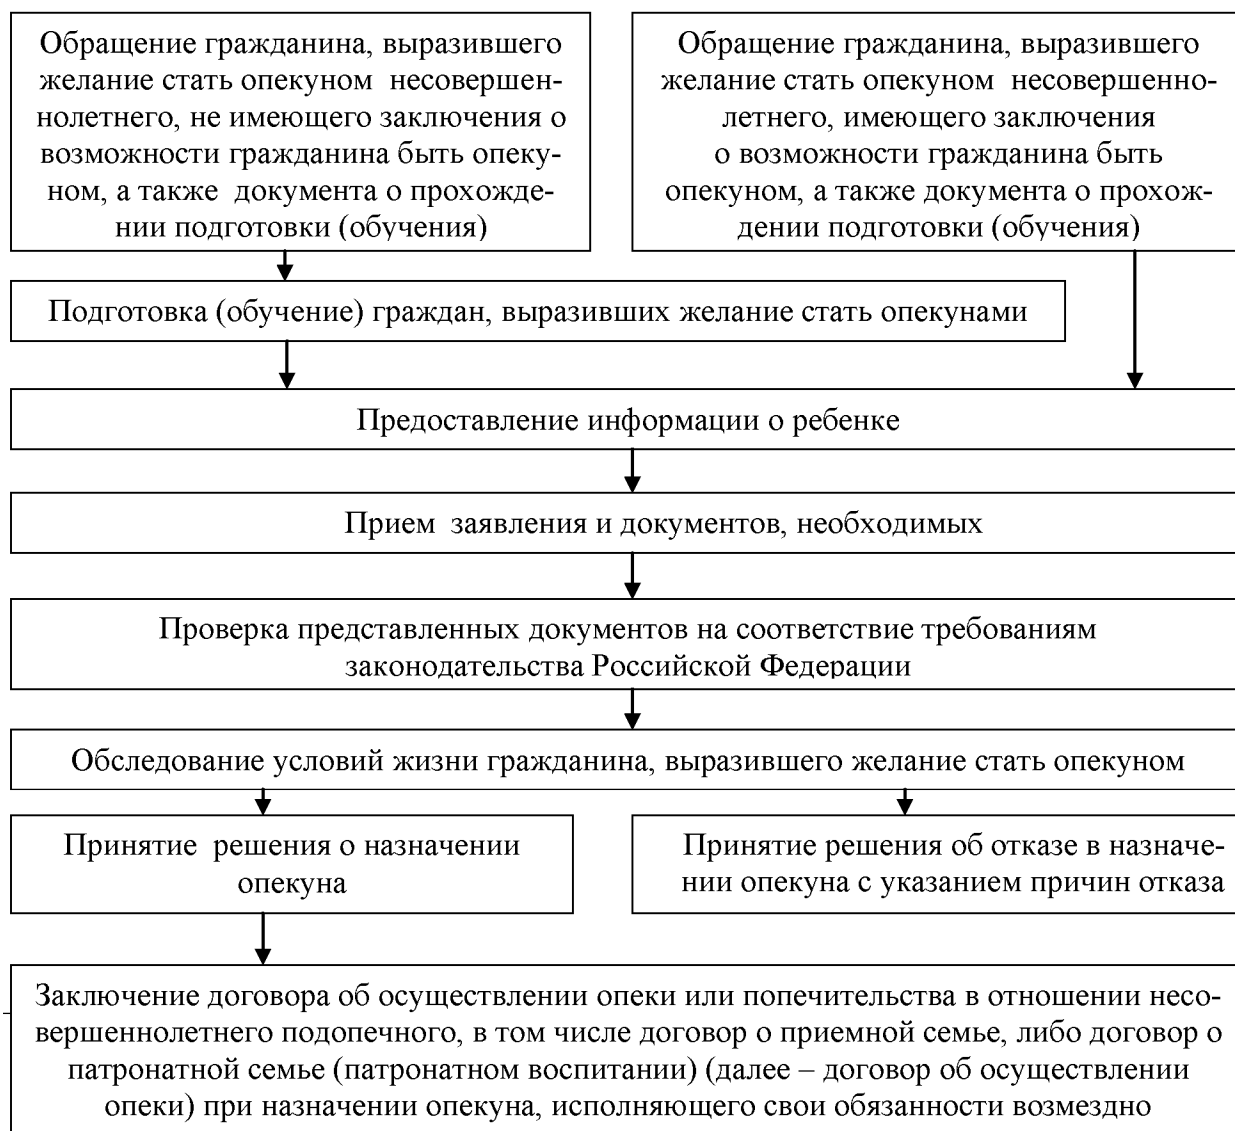 Обращение гражданина, выразившего
желание стать опекуном несовершен-
нолетнего, не имеющего заключения о
возможности гражданина быть опеку-
ном, а также документа о прохожде-
нии подготовки (обучения)
Обращение гражданина, выразившего
желание стать опекуном несовершенно-
летнего, имеющего заключения
о возможности гражданина быть
опекуном, а также документа о прохож-
дении подготовки (обучения)
Подготовка (обучение) граждан, выразивших желание стать опекунами
Предоставление информации о ребенке
Прием заявления и документов, необходимых
Проверка представленных документов на соответствие требованиям
законодательства Российской Федерации
Обследование условий жизни гражданина, выразившего желание стать опекуном
Принятие решения о назначении
опекуна
Принятие решения об отказе в назначе-
нии опекуна с указанием причин отказа
Заключение договора об осуществлении опеки или попечительства в отношении несо-
вершеннолетнего подопечного, в том числе договор о приемной семье, либо договор о
патронатной семье (патронатном воспитании) (далее – договор об осуществлении
опеки) при назначении опекуна, исполняющего свои обязанности возмездно